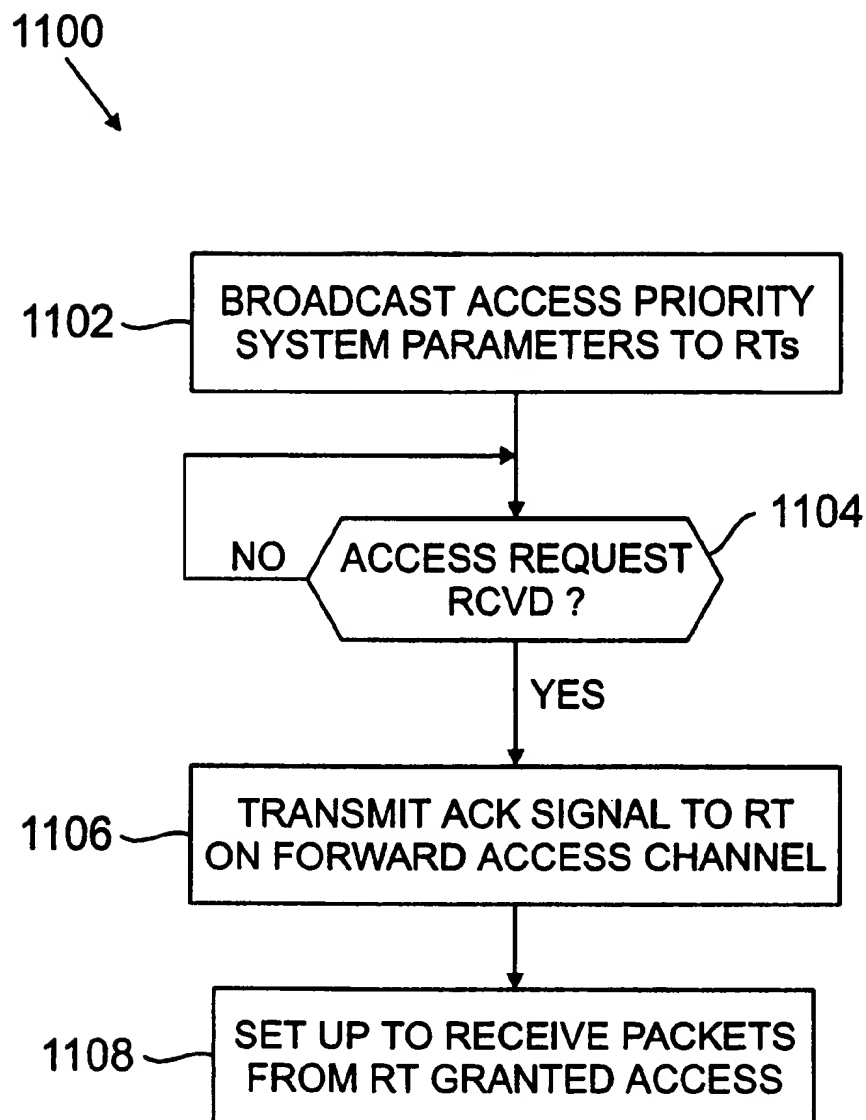 1100
1102
BROADCAST ACCESS PRIORITY
SYSTEM PARAMETERS TO RTs
1104
NO
ACCESS REQUEST
RCVD ?
YES
1106
TRANSMIT ACK SIGNAL TO RT
ON FORWARD ACCESS CHANNEL
1108
SET UP TO RECEIVE PACKETS
FROM RT GRANTED ACCESS